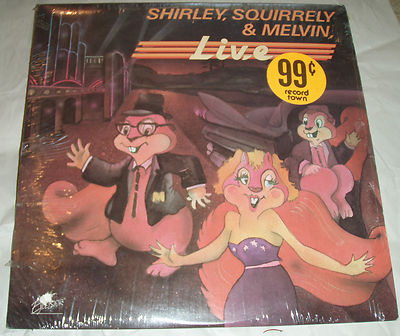 SHIRLEY, SQUIRRELY
& MELVIN,
Live
99¢
record
town
M